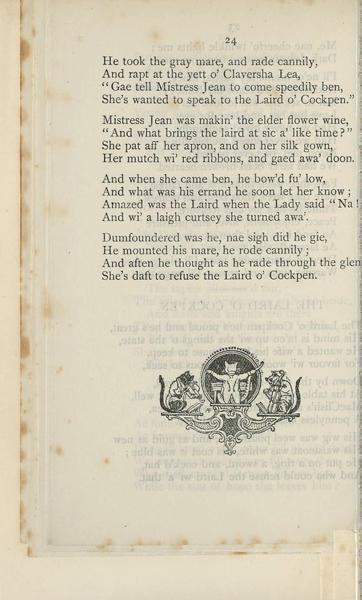 24
He took the gray mare, and rade cannily,
And rapt at the yett o' Claversha Lea,
"Gae tell Mistress Jean to come speedily ben,
She's wanted to speak to the Laird o' Cockpen."
Mistress Jean was makin' the elder flower wine,
"And what brings the laird at sic a' like time?"
She pat aff her apron, and on her silk gown,
Her mutch wi' red ribbons, and gaed awa' doon.
And when she came ben, he bow'd fu' low,
And what was his errand he soon let her know;
Amazed was the Laird when the Lady said "Na!
And wi' a laigh curtsey she turned awa'.
Dumfoundered was he, nae sigh did he gie,
He mounted his mare, he rode cannily;
And aften he thought as he rade through the glen
She's daft to refuse the Laird o' Cockpen.